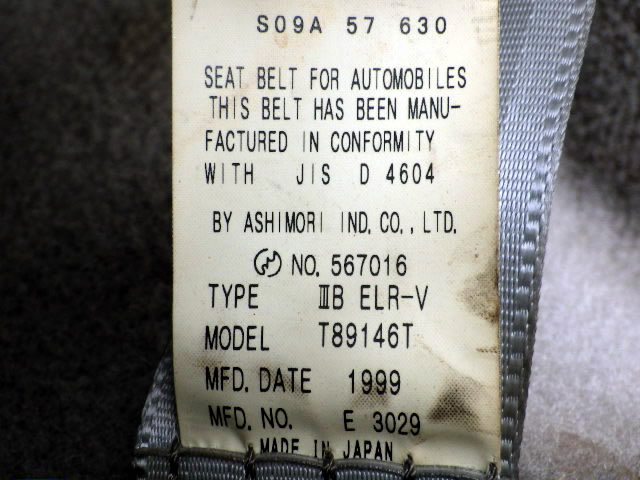 S09A 57 630
SEAT BELT FOR AUTOMOBILES
THIS BELT HAS BEEN MANU-
FACTURED IN CONFORMITY
WITH JIS D 4604
BY ASHIMORI IND. CO., LTD.
NO. 567016
TYPE ⅢB ELR-V
MODEL T89146T
MFD. DATE 1999
MFD. NO. E 3029
MADE IN JAPAN